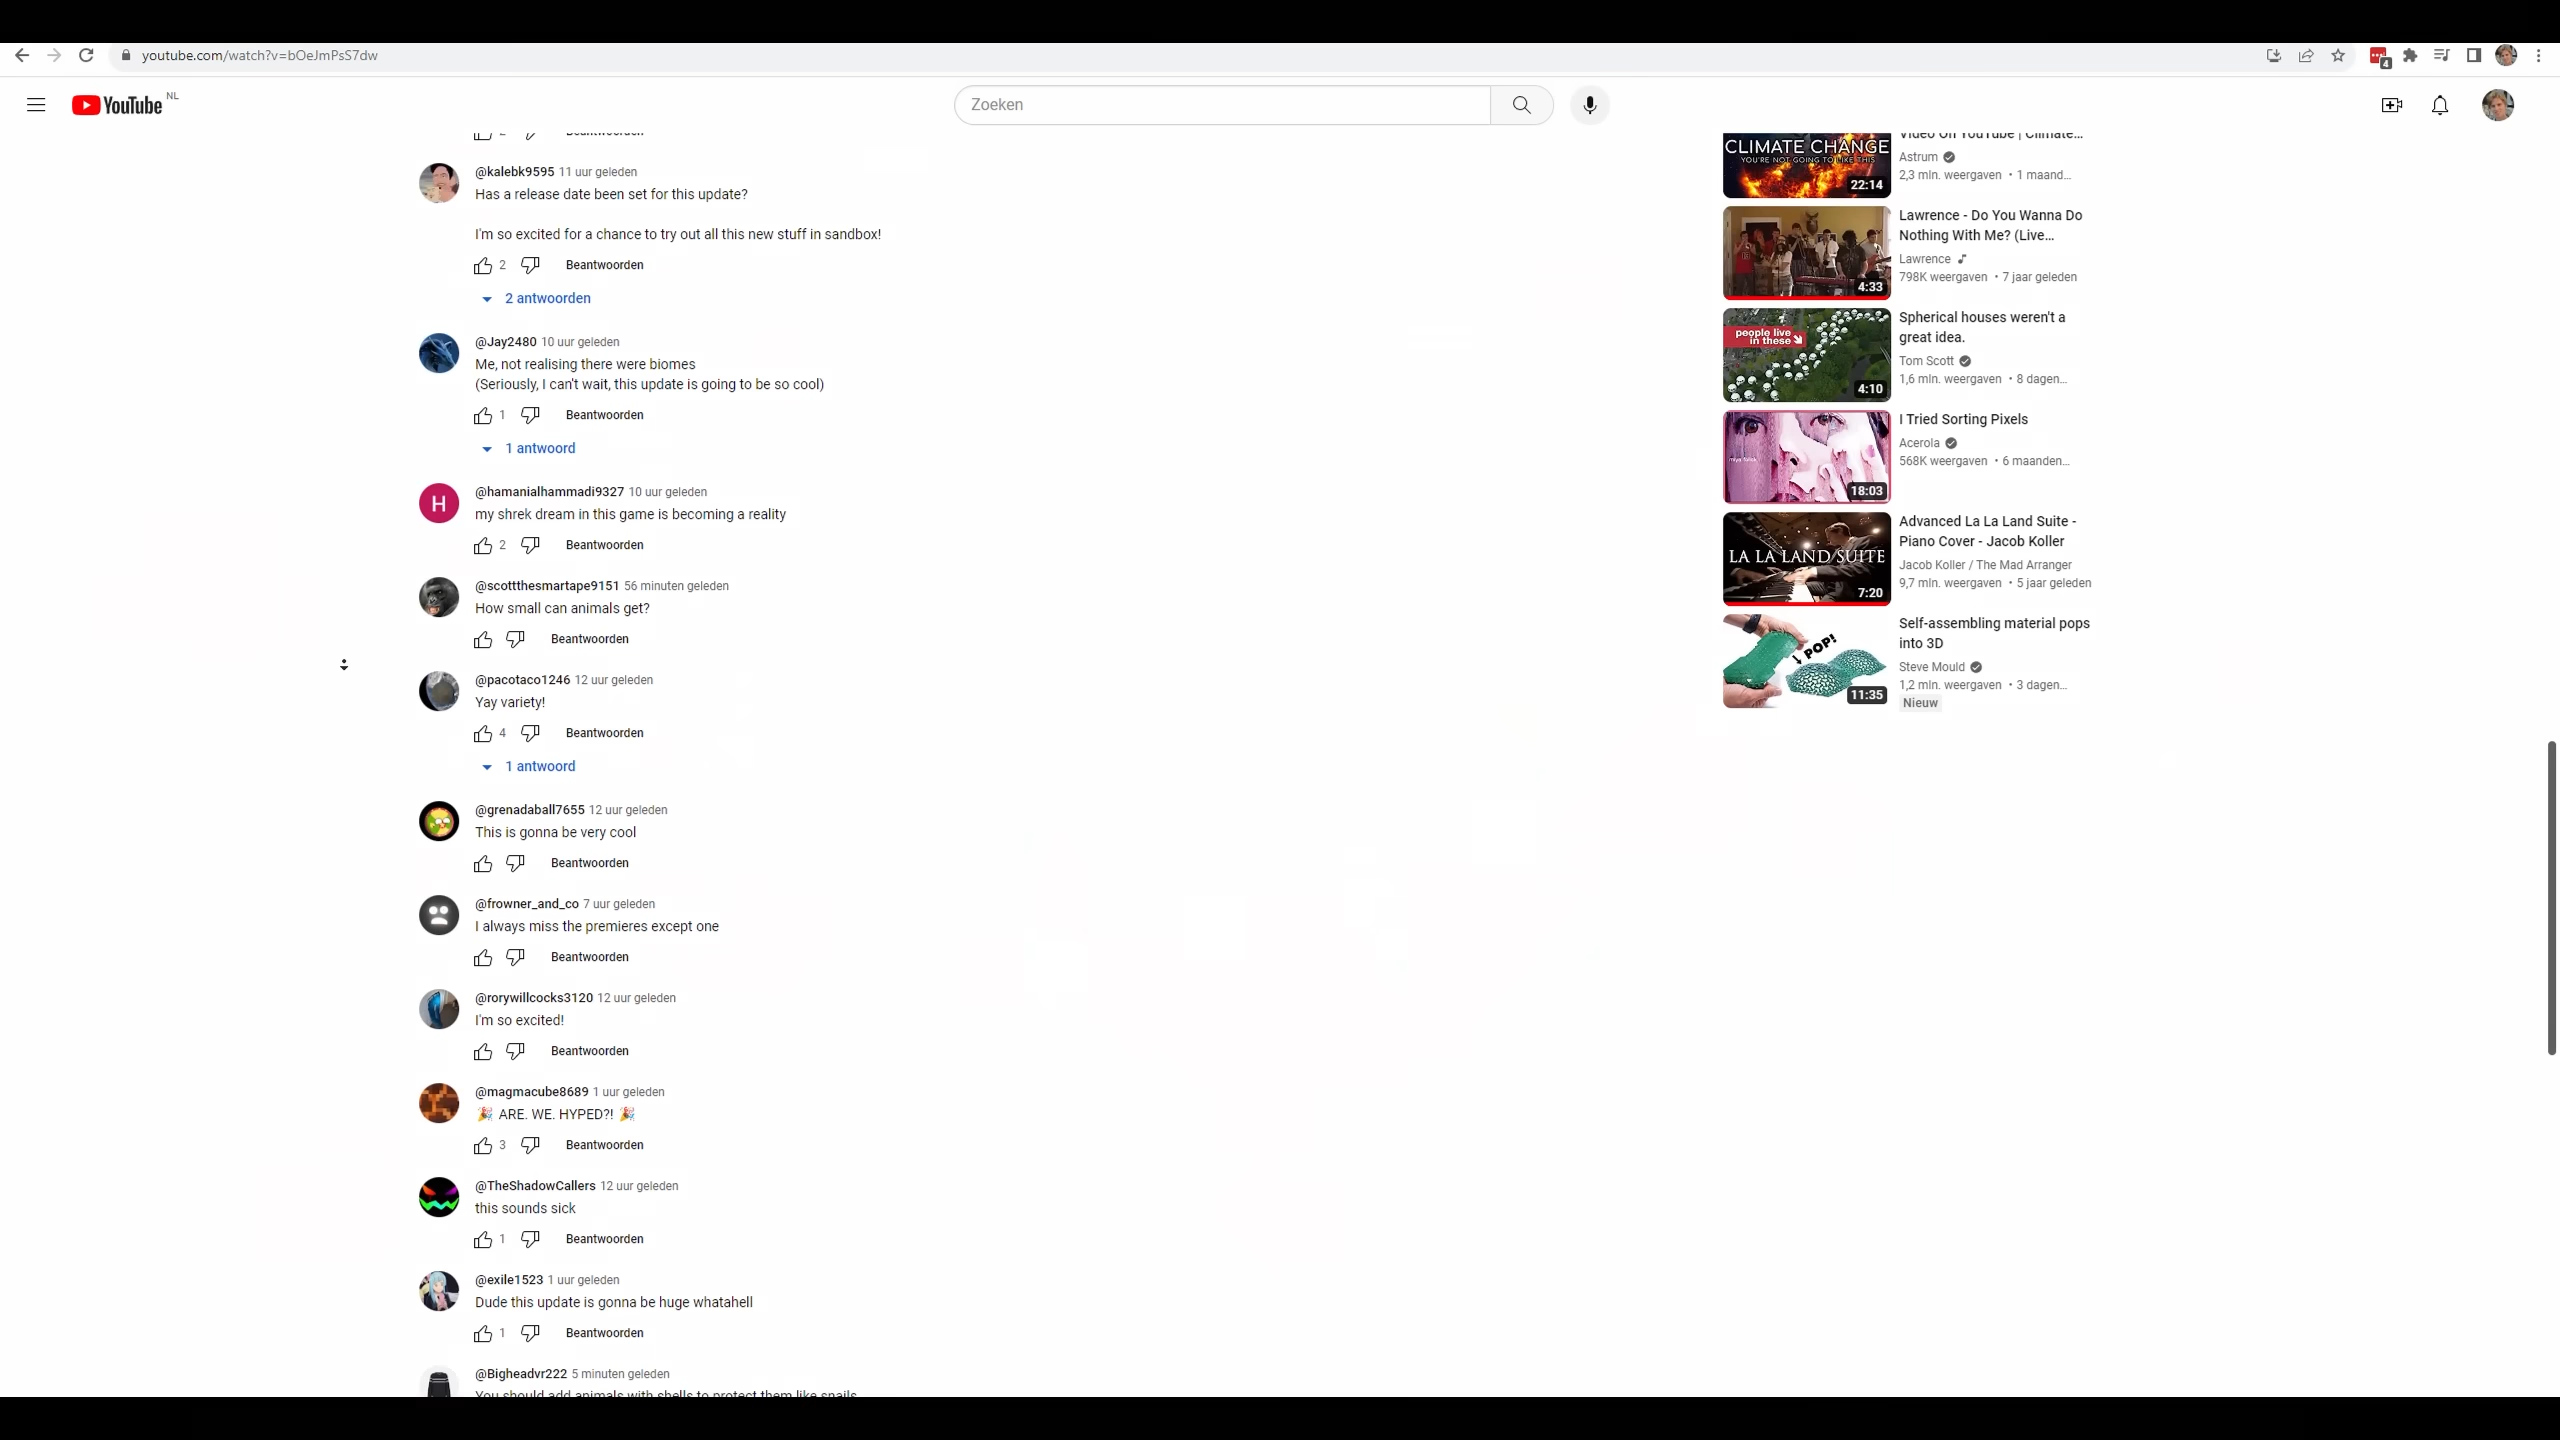 youtube.com/watch?v=bOeJmPsS7dw
4
YouTube NL
Zoeken
2 Beantwoorden
@kalebk9595 11 uur geleden
Has a release date been set for this update?
I'm so excited for a chance to try out all this new stuff in sandbox!
2 Beantwoorden
2 antwoorden
@Jay2480 10 uur geleden
Me, not realising there were biomes
(Seriously, I can't wait, this update is going to be so cool)
1 Beantwoorden
1 antwoord
H
@hamanialhammadi9327 10 uur geleden
my shrek dream in this game is becoming a reality
2 Beantwoorden
@scottthesmartape9151 56 minuten geleden
How small can animals get?
Beantwoorden
@pacotaco1246 12 uur geleden
Yay variety!
4 Beantwoorden
1 antwoord
@grenadaball7655 12 uur geleden
This is gonna be very cool
Beantwoorden
@frowner_and_co 7 uur geleden
I always miss the premieres except one
Beantwoorden
@rorywillcocks3120 12 uur geleden
I'm so excited!
Beantwoorden
@magmacube8689 1 uur geleden
🎉 ARE. WE. HYPED?! 🎉
3 Beantwoorden
@TheShadowCallers 12 uur geleden
this sounds sick
1 Beantwoorden
@exile1523 1 uur geleden
Dude this update is gonna be huge whatahell
1 Beantwoorden
@Bigheadvr222 5 minuten geleden
You should add animals with shells to protect them like snails
CLIMATE CHANGE
YOU'RE NOT GOING TO LIKE THIS
22:14
Video On YouTube | Climate...
Astrum
2,3 mln. weergaven • 1 maand...
4:33
Lawrence - Do You Wanna Do
Nothing With Me? (Live...
Lawrence
798K weergaven • 7 jaar geleden
people live
in these
4:10
Spherical houses weren't a
great idea.
Tom Scott
1,6 mln. weergaven • 8 dagen...
18:03
I Tried Sorting Pixels
Acerola
568K weergaven • 6 maanden...
LA LA LAND SUITE
7:20
Advanced La La Land Suite -
Piano Cover - Jacob Koller
Jacob Koller / The Mad Arranger
9,7 mln. weergaven • 5 jaar geleden
POP!
11:35
Self-assembling material pops
into 3D
Steve Mould
1,2 mln. weergaven • 3 dagen...
Nieuw